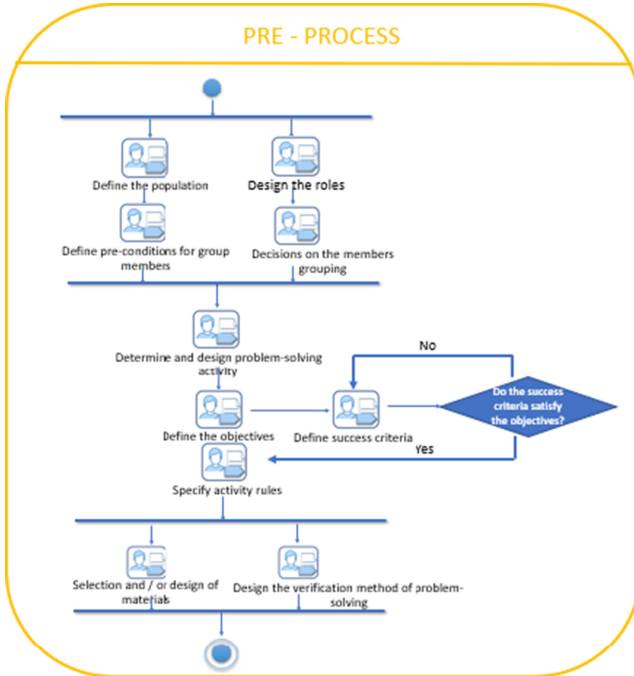 PRE - PROCESS
Define the population
Design the roles
Define pre-conditions for group
members
Decisions on the members
grouping
Determine and design problem-solving
activity
No
Do the success
criteria satisfy
the objectives?
Define the objectives
Define success criteria
Yes
Specify activity rules
Selection and / or design of
materials
Design the verification method of problem-
solving